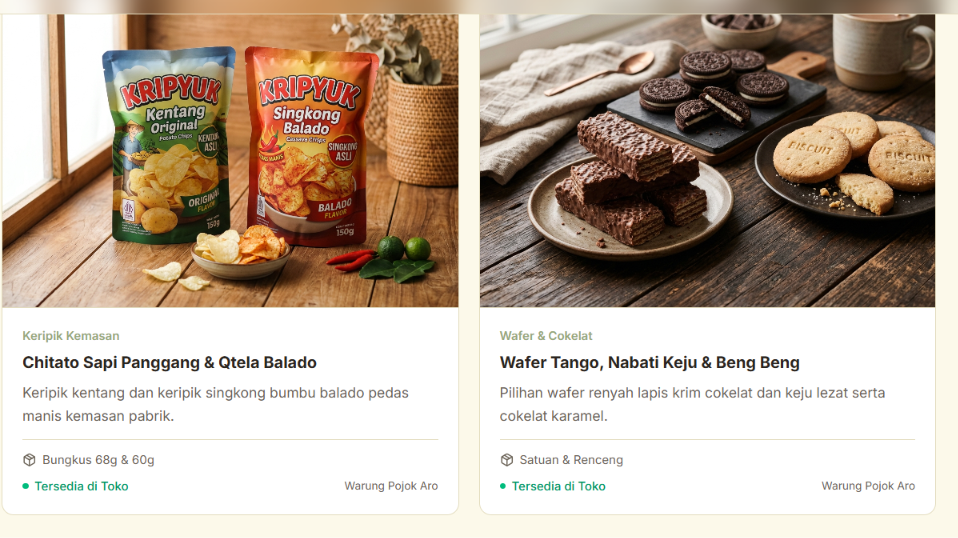 KRIPYUK
Kentang
Original
Potato Chips
KENTANG
ASLI
ORIGINAL
FLAVOR
150g
KRIPYUK
Singkong
Balado
Cassava Chips
SINGKONG
ASLI
BALADO
FLAVOR
150g
BISCUIT
BISCUIT
Keripik Kemasan
Chitato Sapi Panggang & Qtela Balado
Keripik kentang dan keripik singkong bumbu balado pedas
manis kemasan pabrik.
Bungkus 68g & 60g
Tersedia di Toko
Warung Pojok Aro
Wafer & Cokelat
Wafer Tango, Nabati Keju & Beng Beng
Pilihan wafer renyah lapis krim cokelat dan keju lezat serta
cokelat karamel.
Satuan & Renceng
Tersedia di Toko
Warung Pojok Aro